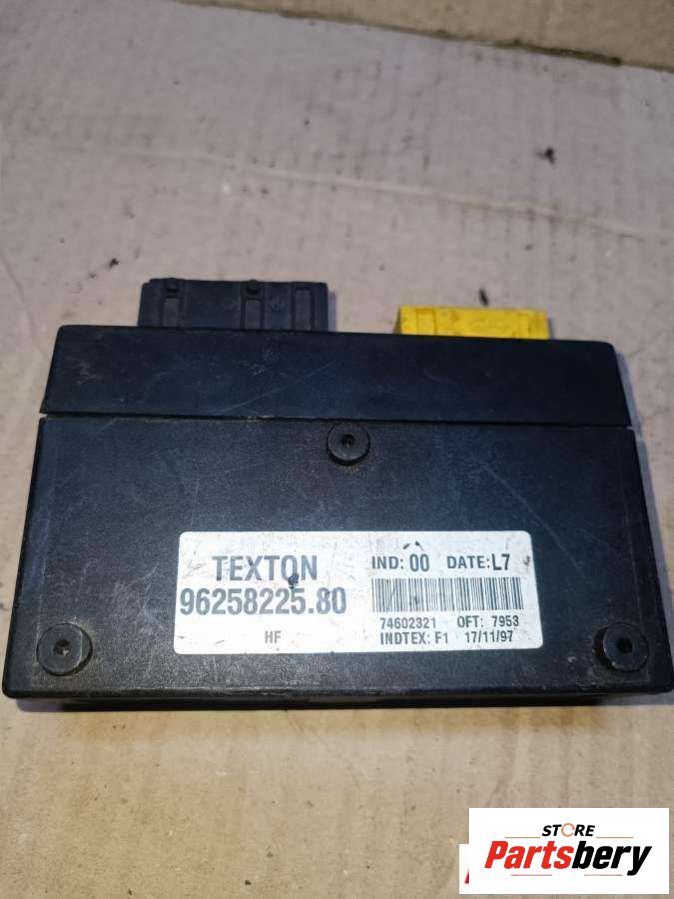 TEXTON
96258225.80
HF
IND: 00 DATE: L7
74602321 OFT: 7953
INDTEX: F1 17/11/97
STORE
Partsbery